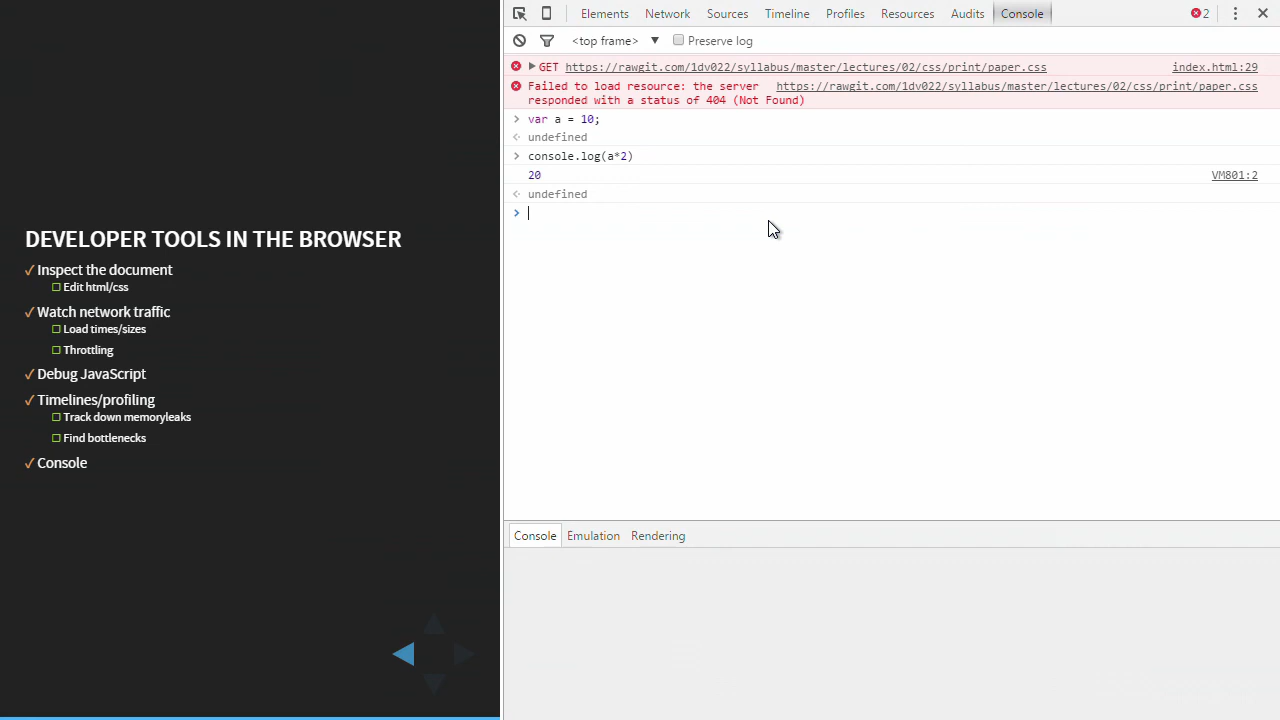 DEVELOPER TOOLS IN THE BROWSER
✓ Inspect the document
Edit html/css
✓ Watch network traffic
Load times/sizes
Throttling
✓ Debug JavaScript
✓ Timelines/profiling
Track down memoryleaks
Find bottlenecks
✓ Console
Elements Network Sources Timeline Profiles Resources Audits Console 2
<top frame> ▼ Preserve log
▶ GET https://rawgit.com/1dv022/syllabus/master/lectures/02/css/print/paper.css index.html:29
Failed to load resource: the server https://rawgit.com/1dv022/syllabus/master/lectures/02/css/print/paper.css
responded with a status of 404 (Not Found)
> var a = 10;
undefined
> console.log(a*2)
20 VM801:2
undefined
>
Console Emulation Rendering